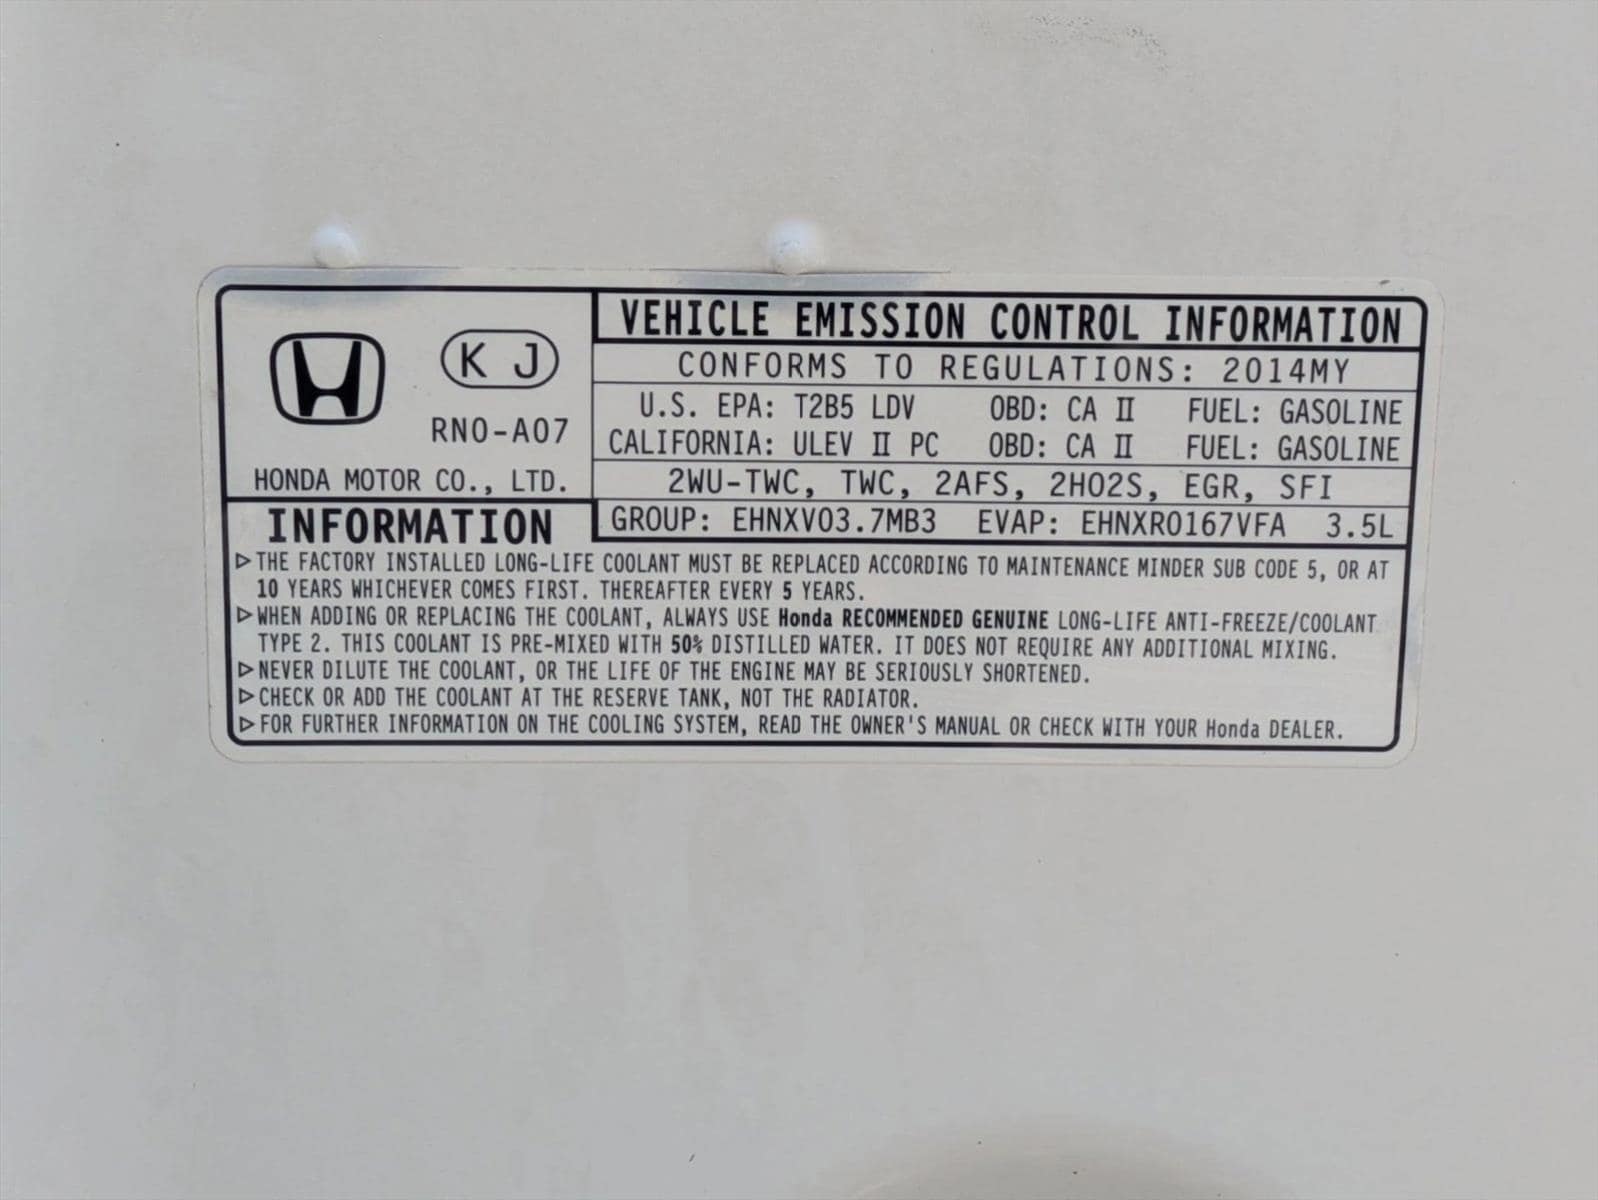 K J
RN0-A07
HONDA MOTOR CO., LTD.
VEHICLE EMISSION CONTROL INFORMATION
CONFORMS TO REGULATIONS: 2014MY
U.S. EPA: T2B5 LDV OBD: CA II FUEL: GASOLINE
CALIFORNIA: ULEV II PC OBD: CA II FUEL: GASOLINE
2WU-TWC, TWC, 2AFS, 2HO2S, EGR, SFI
GROUP: EHNXV03.7MB3 EVAP: EHNXR0167VFA 3.5L
INFORMATION
▷THE FACTORY INSTALLED LONG-LIFE COOLANT MUST BE REPLACED ACCORDING TO MAINTENANCE MINDER SUB CODE 5, OR AT
10 YEARS WHICHEVER COMES FIRST. THEREAFTER EVERY 5 YEARS.
▷WHEN ADDING OR REPLACING THE COOLANT, ALWAYS USE Honda RECOMMENDED GENUINE LONG-LIFE ANTI-FREEZE/COOLANT
TYPE 2. THIS COOLANT IS PRE-MIXED WITH 50% DISTILLED WATER. IT DOES NOT REQUIRE ANY ADDITIONAL MIXING.
▷NEVER DILUTE THE COOLANT, OR THE LIFE OF THE ENGINE MAY BE SERIOUSLY SHORTENED.
▷CHECK OR ADD THE COOLANT AT THE RESERVE TANK, NOT THE RADIATOR.
▷FOR FURTHER INFORMATION ON THE COOLING SYSTEM, READ THE OWNER'S MANUAL OR CHECK WITH YOUR Honda DEALER.